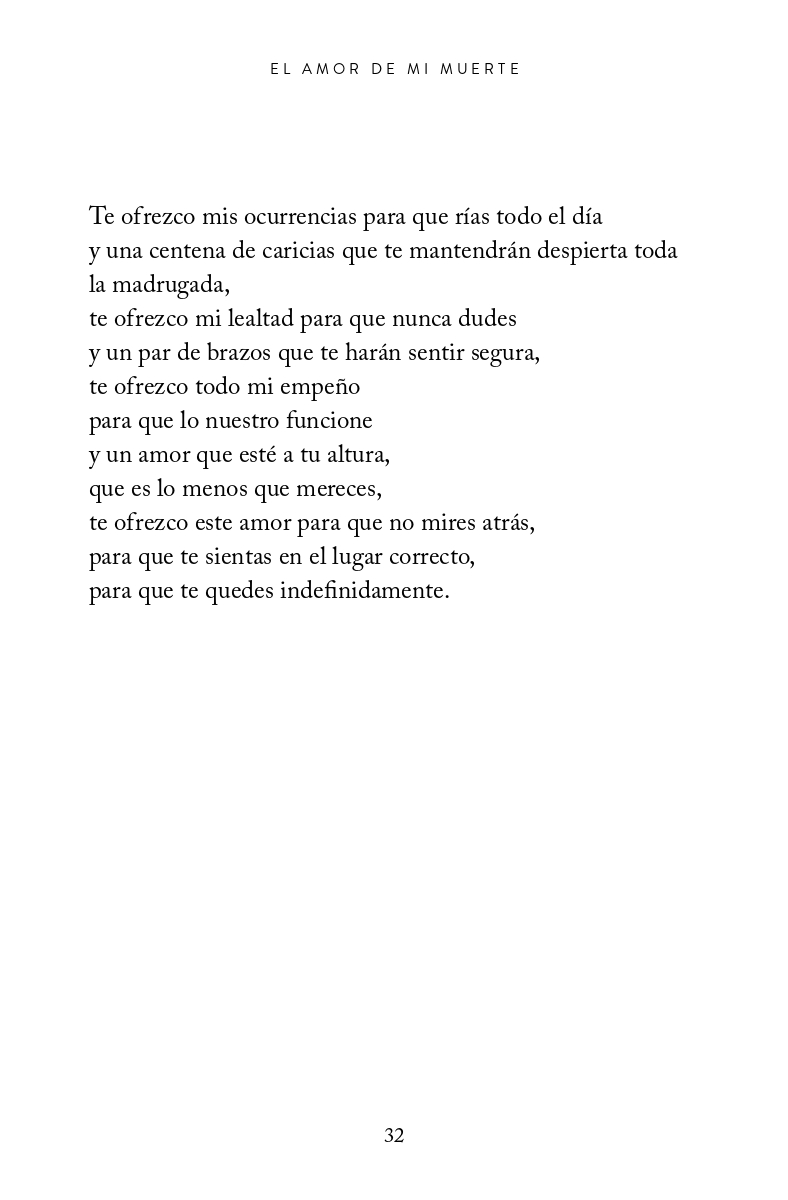 EL AMOR DE MI MUERTE
Te ofrezco mis ocurrencias para que rías todo el día
y una centena de caricias que te mantendrán despierta toda
la madrugada,
te ofrezco mi lealtad para que nunca dudes
y un par de brazos que te harán sentir segura,
te ofrezco todo mi empeño
para que lo nuestro funcione
y un amor que esté a tu altura,
que es lo menos que mereces,
te ofrezco este amor para que no mires atrás,
para que te sientas en el lugar correcto,
para que te quedes indefinidamente.
32